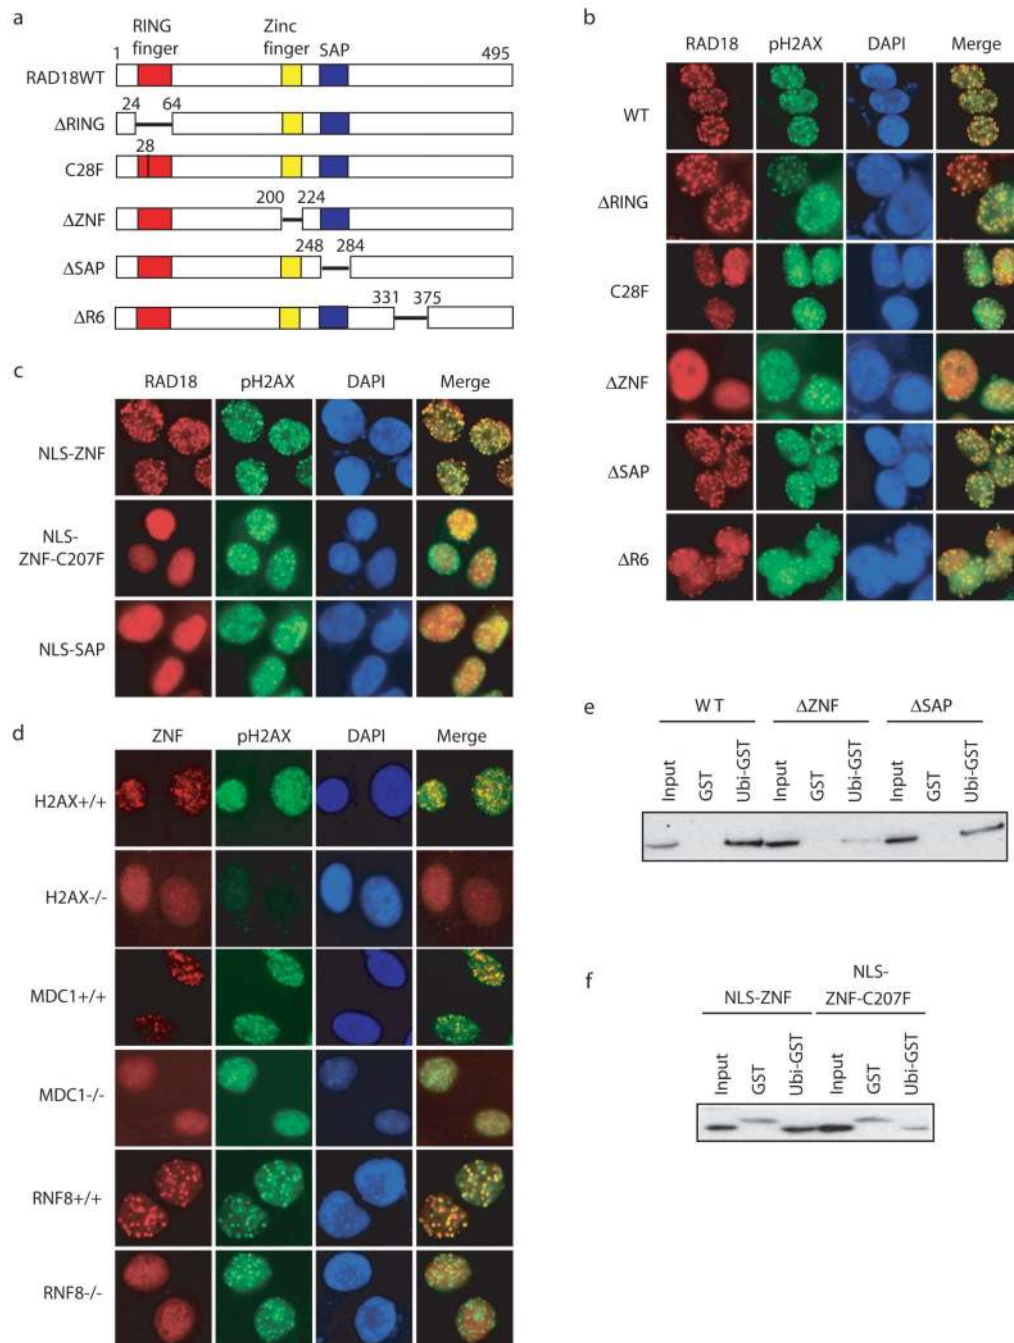 a
RING finger
Zinc finger
SAP
1
495
RAD18WT
24
64
ΔRING
28
C28F
200
224
ΔZNF
248
284
ΔSAP
331
375
ΔR6
b
RAD18 pH2AX DAPI Merge
WT
ΔRING
C28F
ΔZNF
ΔSAP
ΔR6
c
RAD18 pH2AX DAPI Merge
NLS-ZNF
NLS-
ZNF-C207F
NLS-SAP
d
ZNF pH2AX DAPI Merge
H2AX+/+
H2AX-/-
MDC1+/+
MDC1-/-
RNF8+/+
RNF8-/-
e
WT ΔZNF ΔSAP
Input GST Ubi-GST Input GST Ubi-GST Input GST Ubi-GST
f
NLS-ZNF
NLS-
ZNF-C207F
Input GST Ubi-GST Input GST Ubi-GST